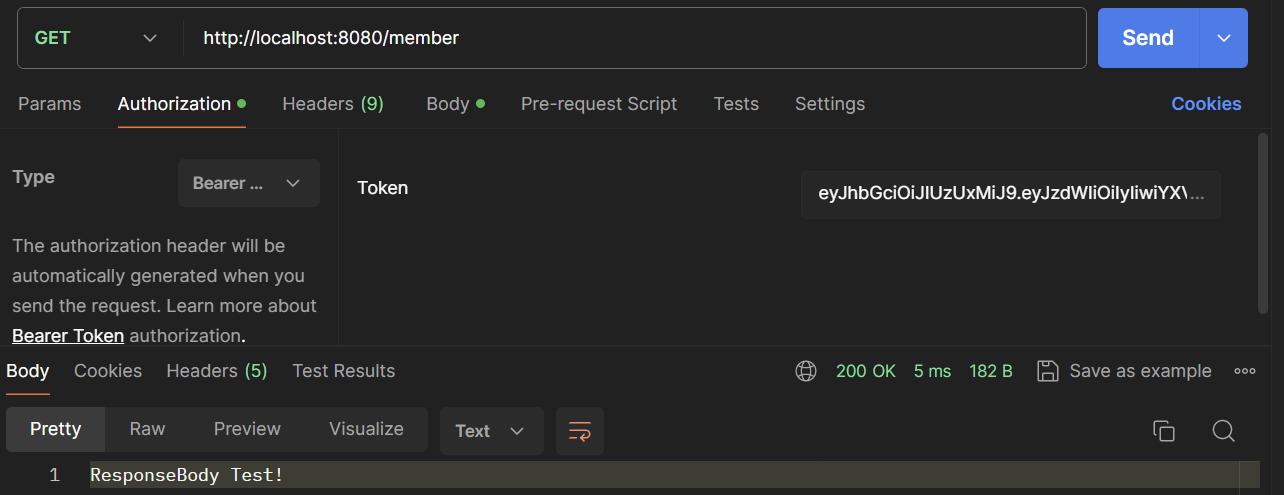 GET http://localhost:8080/member Send
Params Authorization Headers (9) Body Pre-request Script Tests Settings Cookies
Type Bearer ... Token eyJhbGciOiJIUzUxMiJ9.eyJzdWIiOiIyIiwiYXV...
The authorization header will be
automatically generated when you
send the request. Learn more about
Bearer Token authorization.
Body Cookies Headers (5) Test Results 200 OK 5 ms 182 B Save as example
Pretty Raw Preview Visualize Text
1 ResponseBody Test!